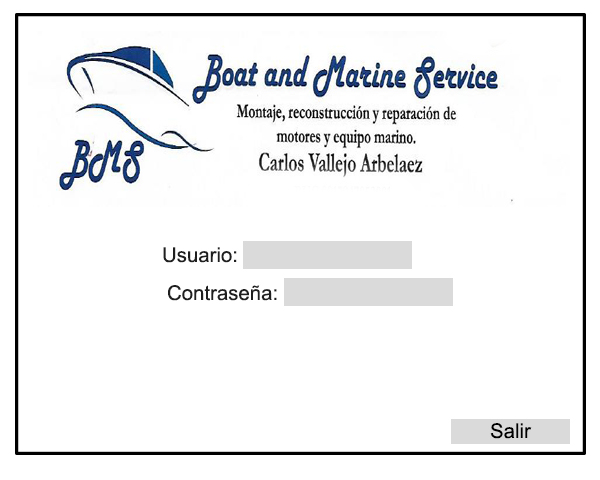 Boat and Marine Service
Montaje, reconstrucción y reparación de
motores y equipo marino.
Carlos Vallejo Arbelaez
BMS
Usuario:
Contraseña:
Salir